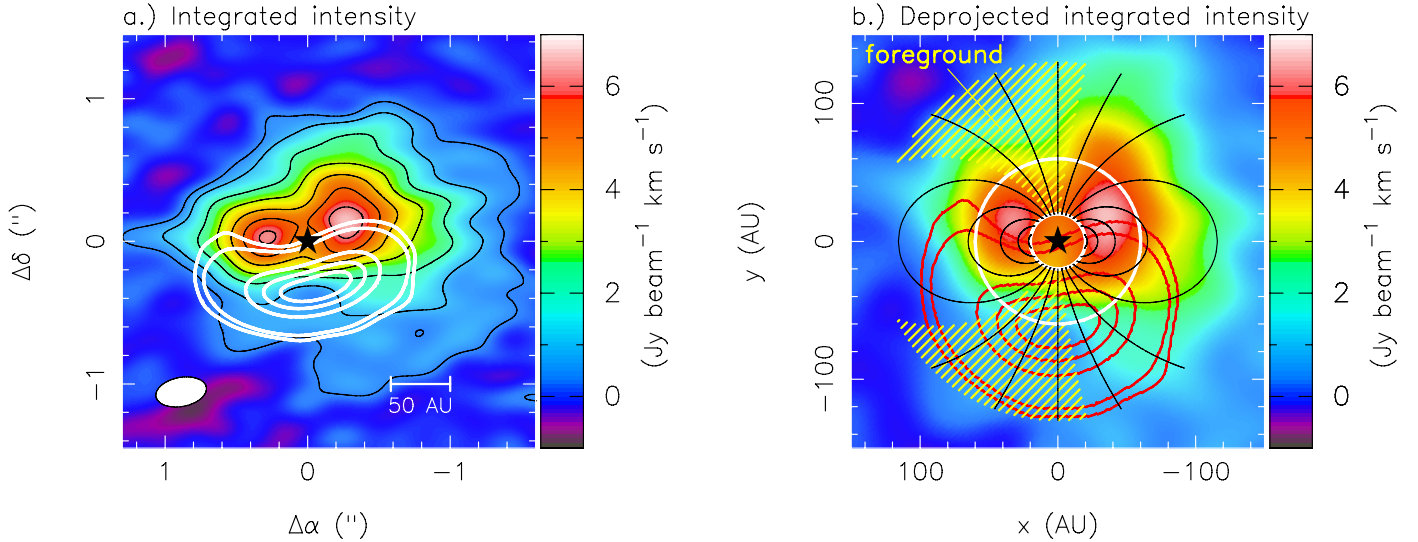 a.) Integrated intensity
b.) Deprojected integrated intensity
1
0
−1
Δδ (")
50 AU
1
0
−1
Δα (")
6
4
2
0
(Jy beam⁻¹ km s⁻¹)
foreground
100
0
−100
y (AU)
100
0
−100
x (AU)
6
4
2
0
(Jy beam⁻¹ km s⁻¹)